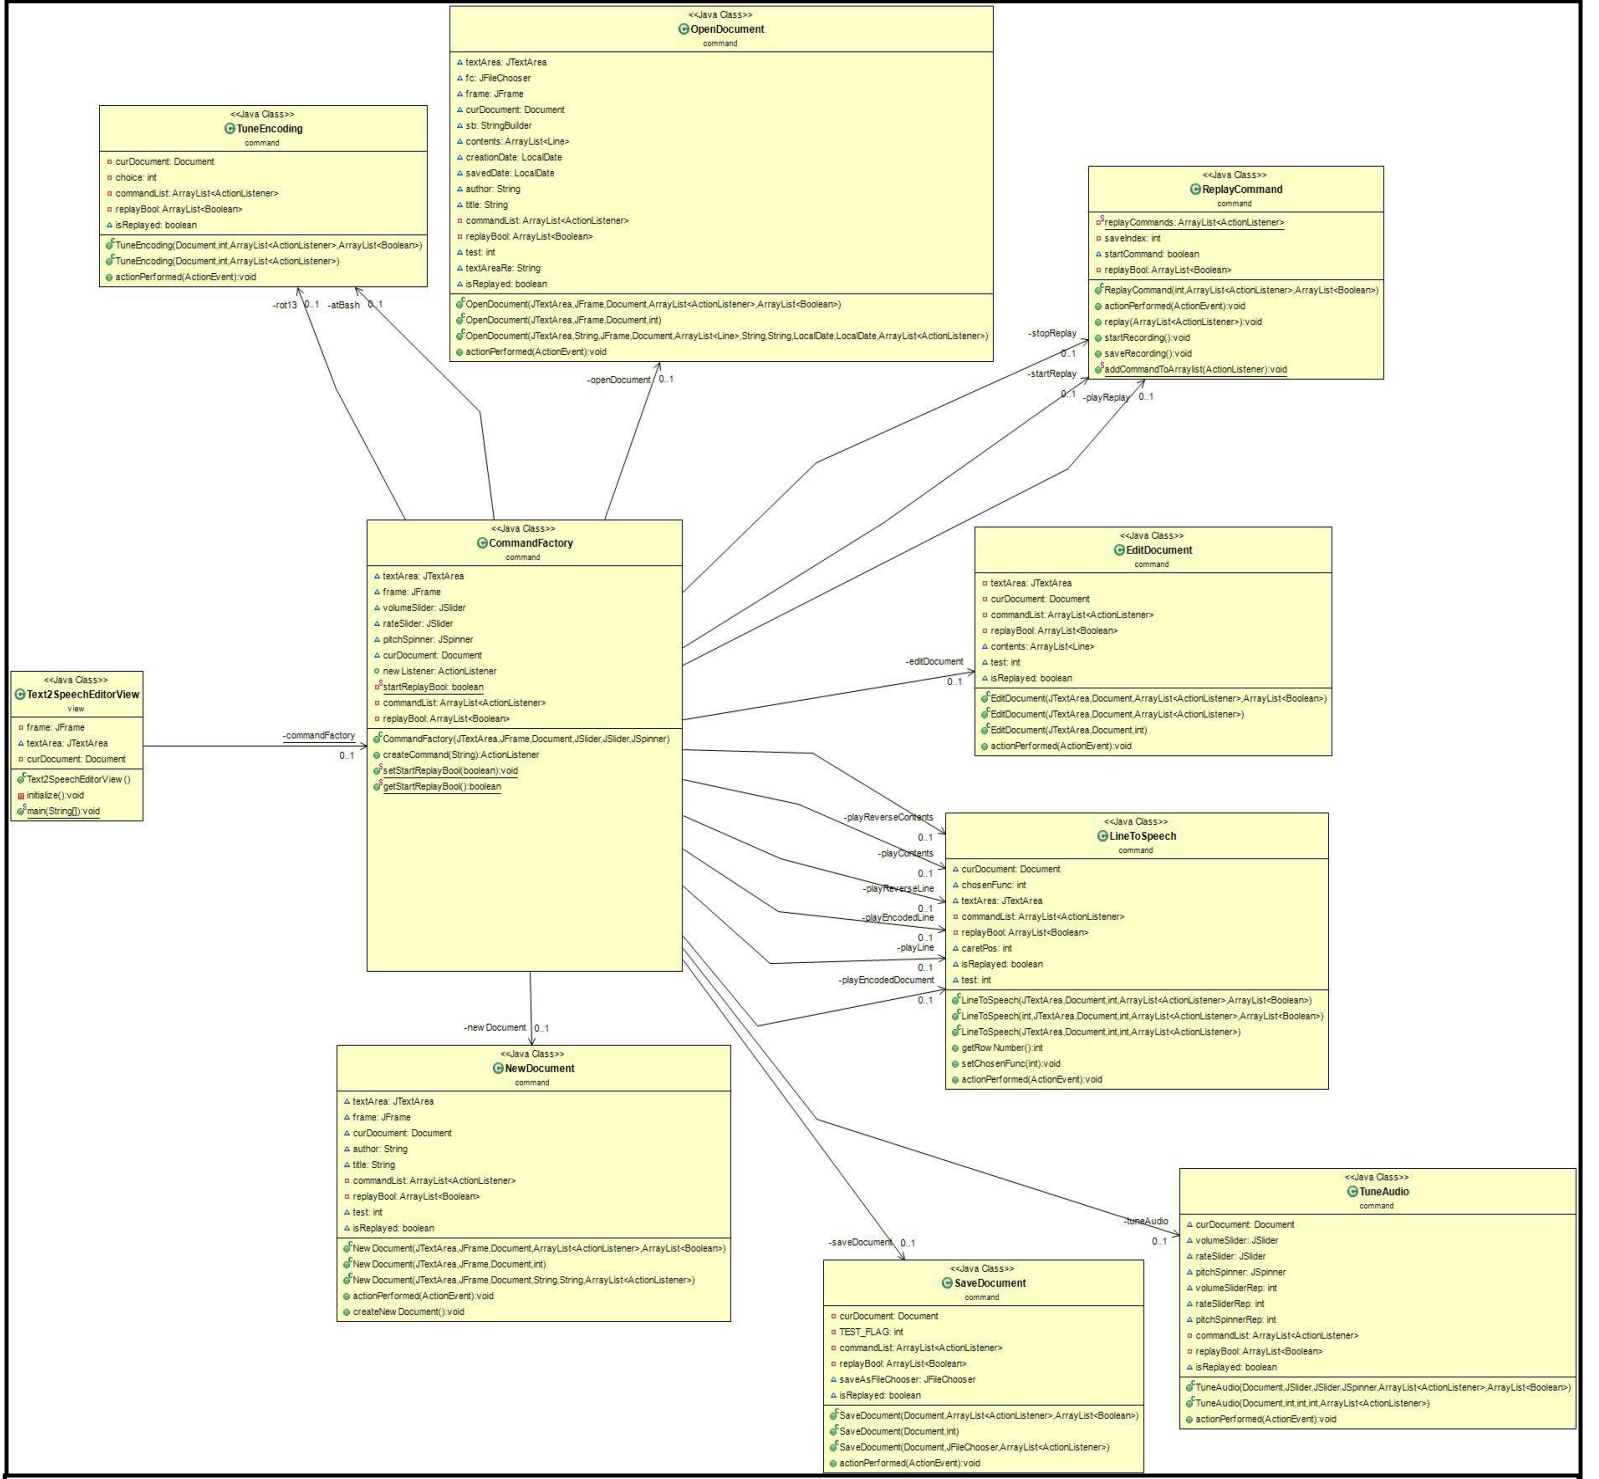 <<Java Class>>
OpenDocument
command
textArea: JTextArea
fc: JFileChooser
frame: JFrame
curDocument: Document
sb: StringBuilder
contents: ArrayList<Line>
creationDate: LocalDate
savedDate: LocalDate
author: String
title: String
commandList: ArrayList<ActionListener>
replayBool: ArrayList<Boolean>
test: int
textAreaRe: String
isReplayed: boolean
OpenDocument(JTextArea,JFrame,Document,ArrayList<ActionListener>,ArrayList<Boolean>)
OpenDocument(JTextArea,JFrame,Document,int)
OpenDocument(JTextArea,String,JFrame,Document,ArrayList<Line>,String,String,LocalDate,LocalDate,ArrayList<ActionListener>)
actionPerformed(ActionEvent):void
<<Java Class>>
TuneEncoding
command
curDocument: Document
choice: int
commandList: ArrayList<ActionListener>
replayBool: ArrayList<Boolean>
isReplayed: boolean
TuneEncoding(Document,int,ArrayList<ActionListener>,ArrayList<Boolean>)
TuneEncoding(Document,int,ArrayList<ActionListener>)
actionPerformed(ActionEvent):void
-rot13 0..1
-atBash 0..1
-openDocument 0..1
<<Java Class>>
ReplayCommand
command
replayCommands: ArrayList<ActionListener>
saveIndex: int
startCommand: boolean
replayBool: ArrayList<Boolean>
ReplayCommand(int,ArrayList<ActionListener>,ArrayList<Boolean>)
actionPerformed(ActionEvent):void
replay(ArrayList<ActionListener>):void
startRecording():void
saveRecording():void
addCommandToArraylist(ActionListener):void
-stopReplay
0..1
-startReplay
0..1
-playReplay 0..1
<<Java Class>>
CommandFactory
command
textArea: JTextArea
frame: JFrame
volumeSlider: JSlider
rateSlider: JSlider
pitchSpinner: JSpinner
curDocument: Document
newListener: ActionListener
startReplayBool: boolean
commandList: ArrayList<ActionListener>
replayBool: ArrayList<Boolean>
CommandFactory(JTextArea,JFrame,Document,JSlider,JSlider,JSpinner)
createCommand(String):ActionListener
setStartReplayBool(boolean):void
getStartReplayBool():boolean
<<Java Class>>
Text2SpeechEditorView
view
frame: JFrame
textArea: JTextArea
curDocument: Document
Text2SpeechEditorView()
initialize():void
main(String[]):void
-commandFactory
0..1
<<Java Class>>
EditDocument
command
textArea: JTextArea
curDocument: Document
commandList: ArrayList<ActionListener>
replayBool: ArrayList<Boolean>
contents: ArrayList<Line>
test: int
isReplayed: boolean
EditDocument(JTextArea,Document,ArrayList<ActionListener>,ArrayList<Boolean>)
EditDocument(JTextArea,Document,ArrayList<ActionListener>)
EditDocument(JTextArea,Document,int)
actionPerformed(ActionEvent):void
-editDocument
0..1
-playReverseContents
0..1
-playContents
0..1
-playReverseLine
0..1
-playEncodedLine
0..1
-playLine
0..1
-playEncodedDocument
0..1
<<Java Class>>
LineToSpeech
command
curDocument: Document
chosenFunc: int
textArea: JTextArea
commandList: ArrayList<ActionListener>
replayBool: ArrayList<Boolean>
caretPos: int
isReplayed: boolean
test: int
LineToSpeech(JTextArea,Document,int,ArrayList<ActionListener>,ArrayList<Boolean>)
LineToSpeech(int,JTextArea,Document,int,ArrayList<ActionListener>,ArrayList<Boolean>)
LineToSpeech(JTextArea,Document,int,int,ArrayList<ActionListener>)
getRowNumber():int
setChosenFunc(int):void
actionPerformed(ActionEvent):void
-newDocument 0..1
<<Java Class>>
NewDocument
command
textArea: JTextArea
frame: JFrame
curDocument: Document
author: String
title: String
commandList: ArrayList<ActionListener>
replayBool: ArrayList<Boolean>
test: int
isReplayed: boolean
NewDocument(JTextArea,JFrame,Document,ArrayList<ActionListener>,ArrayList<Boolean>)
NewDocument(JTextArea,JFrame,Document,int)
NewDocument(JTextArea,JFrame,Document,String,String,ArrayList<ActionListener>)
actionPerformed(ActionEvent):void
createNewDocument():void
-saveDocument 0..1
<<Java Class>>
SaveDocument
command
curDocument: Document
TEST_FLAG: int
commandList: ArrayList<ActionListener>
replayBool: ArrayList<Boolean>
saveAsFileChooser: JFileChooser
isReplayed: boolean
SaveDocument(Document,ArrayList<ActionListener>,ArrayList<Boolean>)
SaveDocument(Document,int)
SaveDocument(Document,JFileChooser,ArrayList<ActionListener>)
actionPerformed(ActionEvent):void
-tuneAudio
0..1
<<Java Class>>
TuneAudio
command
curDocument: Document
volumeSlider: JSlider
rateSlider: JSlider
pitchSpinner: JSpinner
volumeSliderRep: int
rateSliderRep: int
pitchSpinnerRep: int
commandList: ArrayList<ActionListener>
replayBool: ArrayList<Boolean>
isReplayed: boolean
TuneAudio(Document,JSlider,JSlider,JSpinner,ArrayList<ActionListener>,ArrayList<Boolean>)
TuneAudio(Document,int,int,int,ArrayList<ActionListener>)
actionPerformed(ActionEvent):void